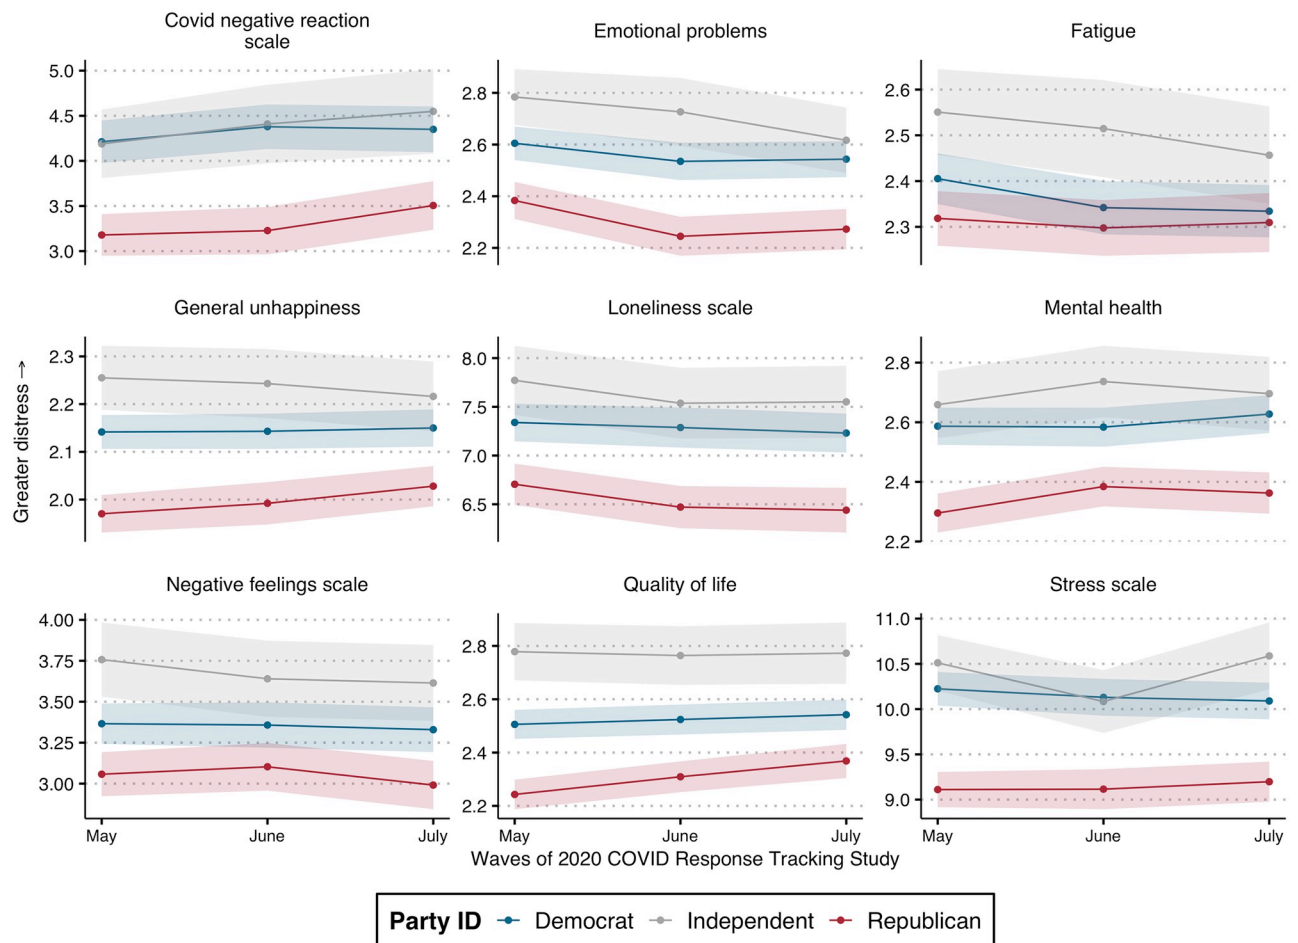 Covid negative reaction
scale
Emotional problems
Fatigue
5.0
4.5
4.0
3.5
3.0
2.8
2.6
2.4
2.2
2.6
2.5
2.4
2.3
General unhappiness
Loneliness scale
Mental health
2.3
2.2
2.1
2.0
8.0
7.5
7.0
6.5
2.8
2.6
2.4
2.2
Greater distress →
Negative feelings scale
Quality of life
Stress scale
4.00
3.75
3.50
3.25
3.00
2.8
2.6
2.4
2.2
11.0
10.5
10.0
9.5
9.0
May June July
May June July
May June July
Waves of 2020 COVID Response Tracking Study
Party ID Democrat Independent Republican